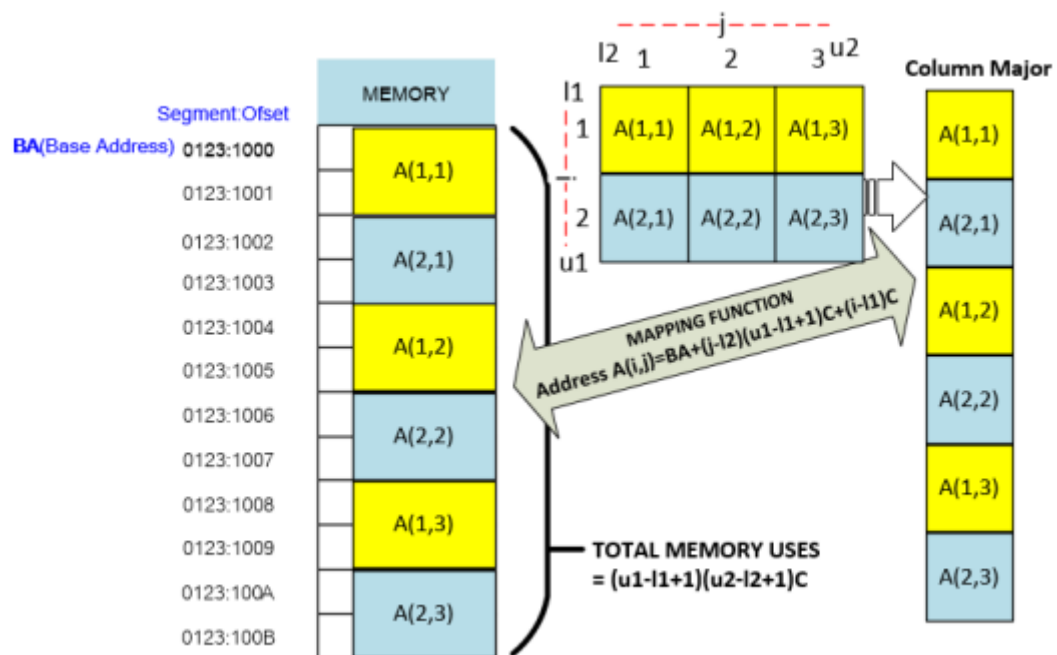 MEMORY
Segment:Ofset
BA(Base Address) 0123:1000
0123:1001
0123:1002
0123:1003
0123:1004
0123:1005
0123:1006
0123:1007
0123:1008
0123:1009
0123:100A
0123:100B
A(1,1)
A(2,1)
A(1,2)
A(2,2)
A(1,3)
A(2,3)
j
l2 1 2 3 u2
l1
1
i
2
u1
A(1,1) A(1,2) A(1,3)
A(2,1) A(2,2) A(2,3)
MAPPING FUNCTION
Address A(i,j)=BA+(j-l2)(u1-l1+1)C+(i-l1)C
TOTAL MEMORY USES
= (u1-l1+1)(u2-l2+1)C
Column Major
A(1,1)
A(2,1)
A(1,2)
A(2,2)
A(1,3)
A(2,3)